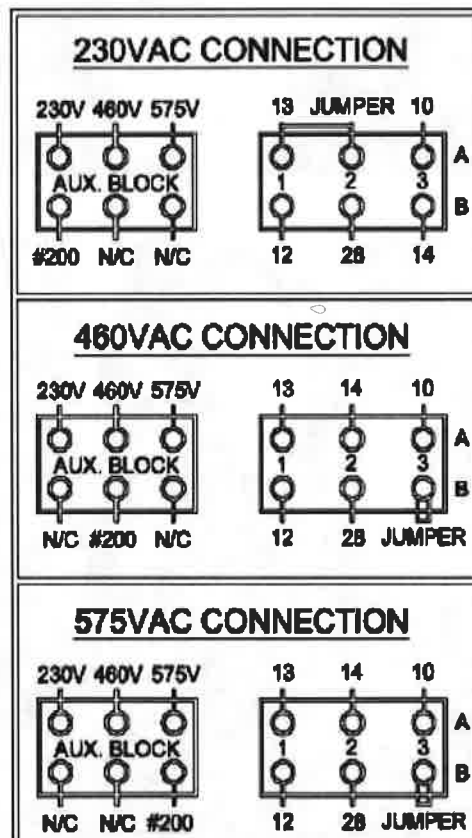 230VAC CONNECTION
230V 460V 575V
13 JUMPER 10
AUX. BLOCK
1 2 3
A
B
#200 N/C N/C
12 28 14
460VAC CONNECTION
230V 460V 575V
13 14 10
AUX. BLOCK
1 2 3
A
B
N/C #200 N/C
12 28 JUMPER
575VAC CONNECTION
230V 460V 575V
13 14 10
AUX. BLOCK
1 2 3
A
B
N/C N/C #200
12 28 JUMPER